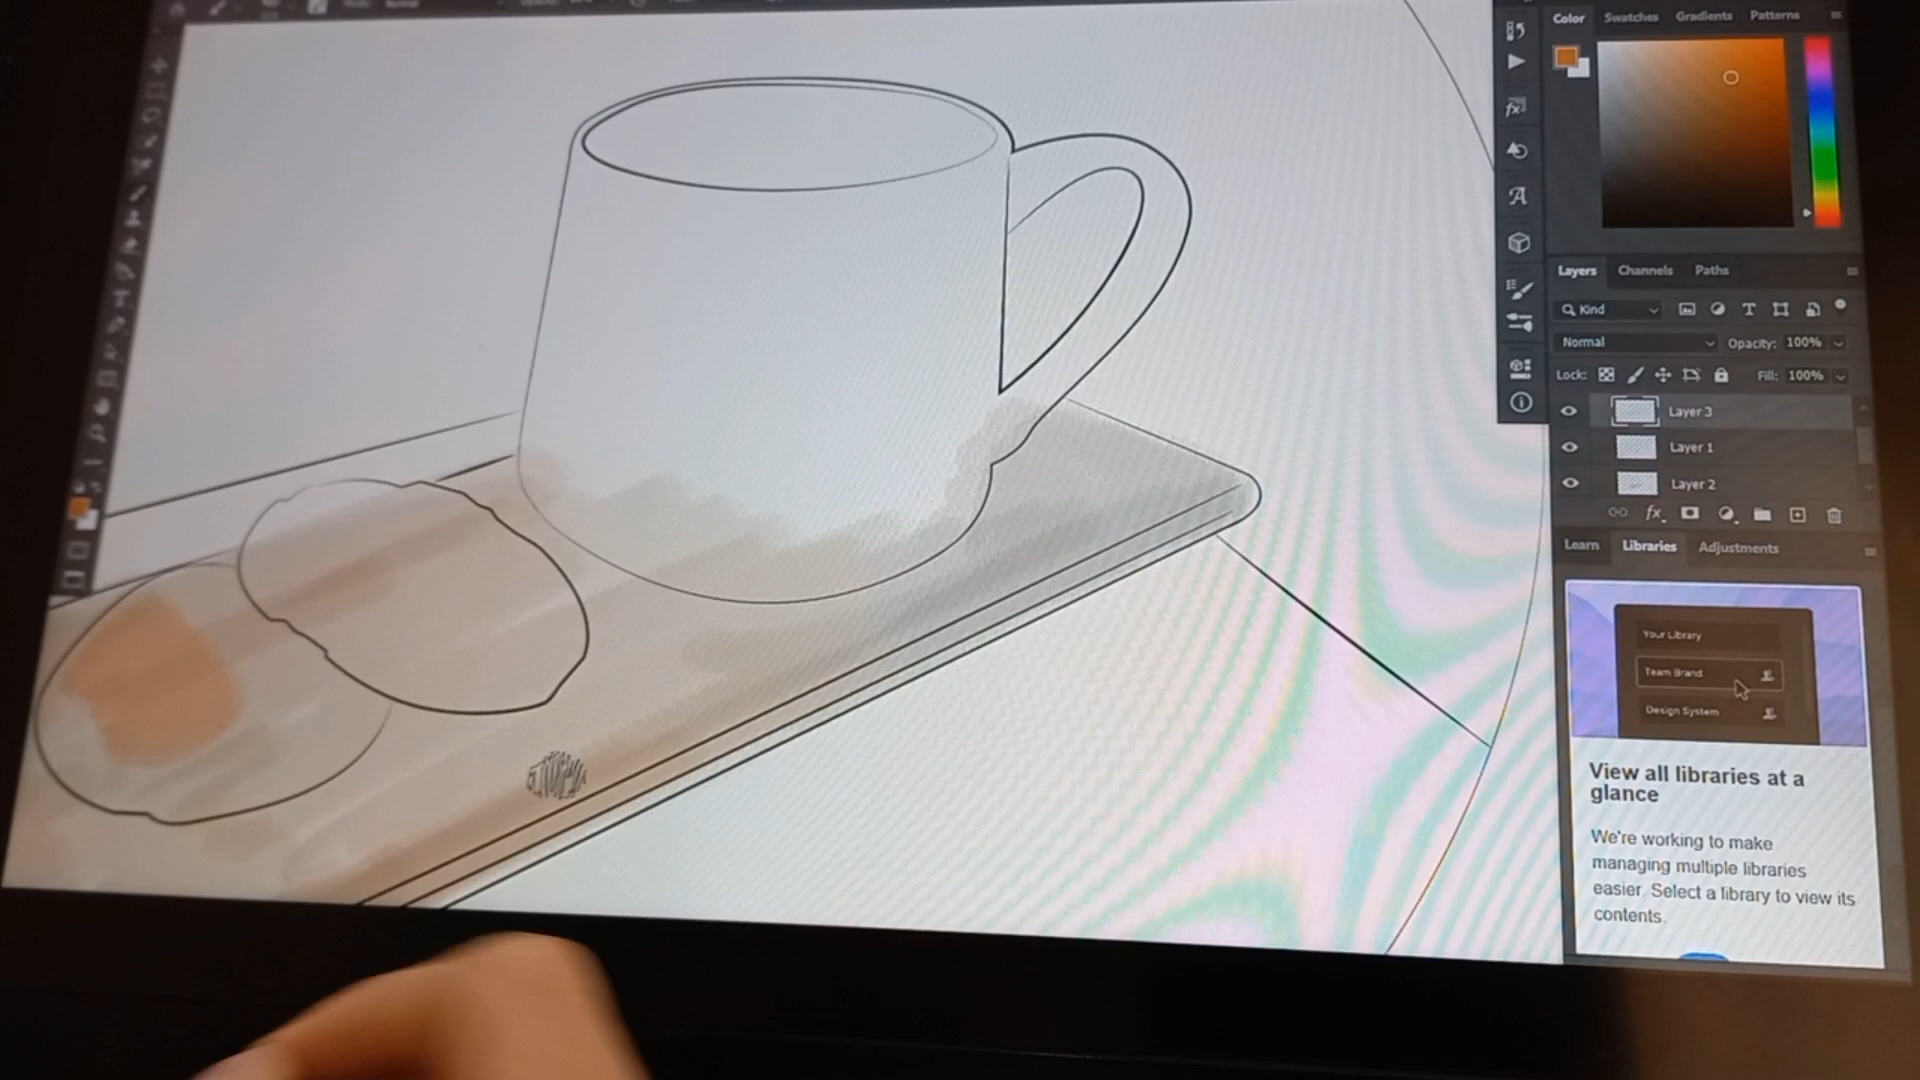 Color Swatches Gradients Patterns
Layers Channels Paths
Kind
Normal Opacity: 100%
Lock: Fill: 100%
Layer 3
Layer 1
Layer 2
Learn Libraries Adjustments
Your Library
Team Brand
Design System
View all libraries at a
glance
We're working to make
managing multiple libraries
easier. Select a library to view its
contents.